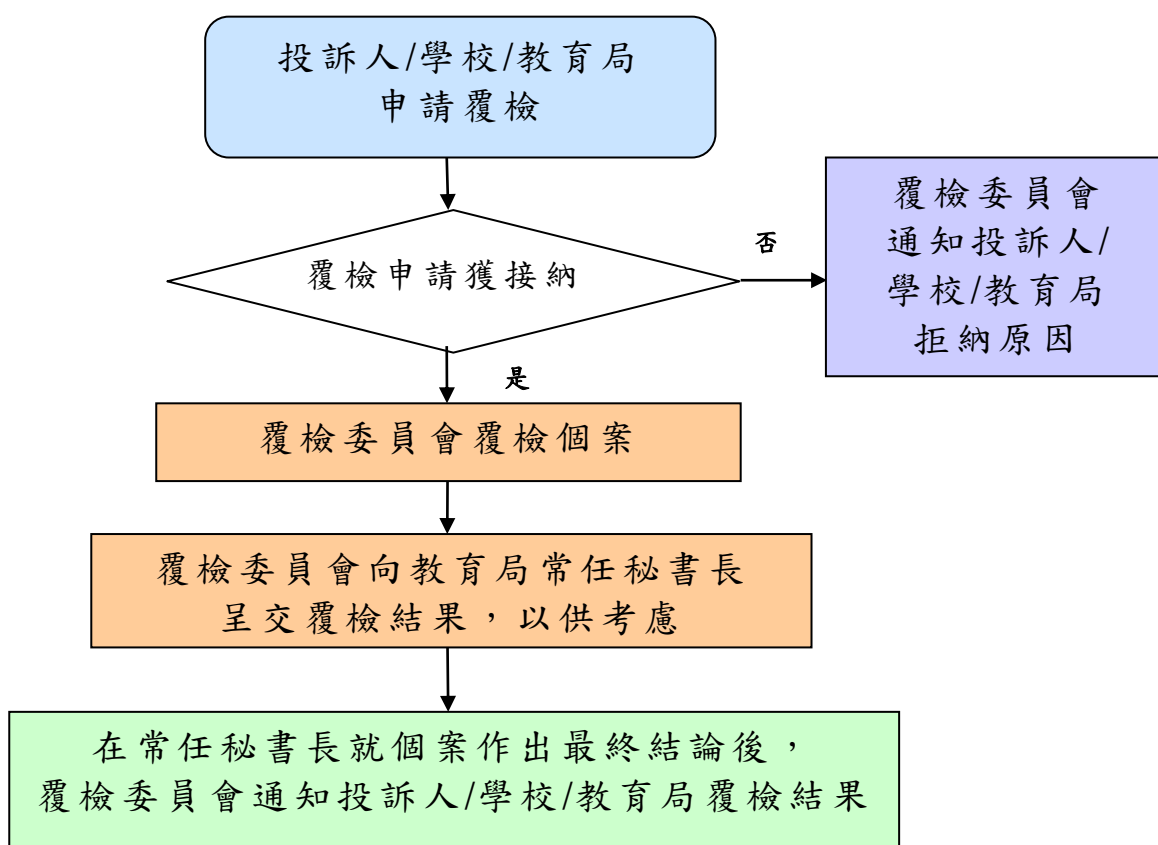 投訴人/學校/教育局
申請覆檢
覆檢申請獲接納
否
覆檢委員會
通知投訴人/
學校/教育局
拒納原因
是
覆檢委員會覆檢個案
覆檢委員會向教育局常任秘書長
呈交覆檢結果，以供考慮
在常任秘書長就個案作出最終結論後，
覆檢委員會通知投訴人/學校/教育局覆檢結果